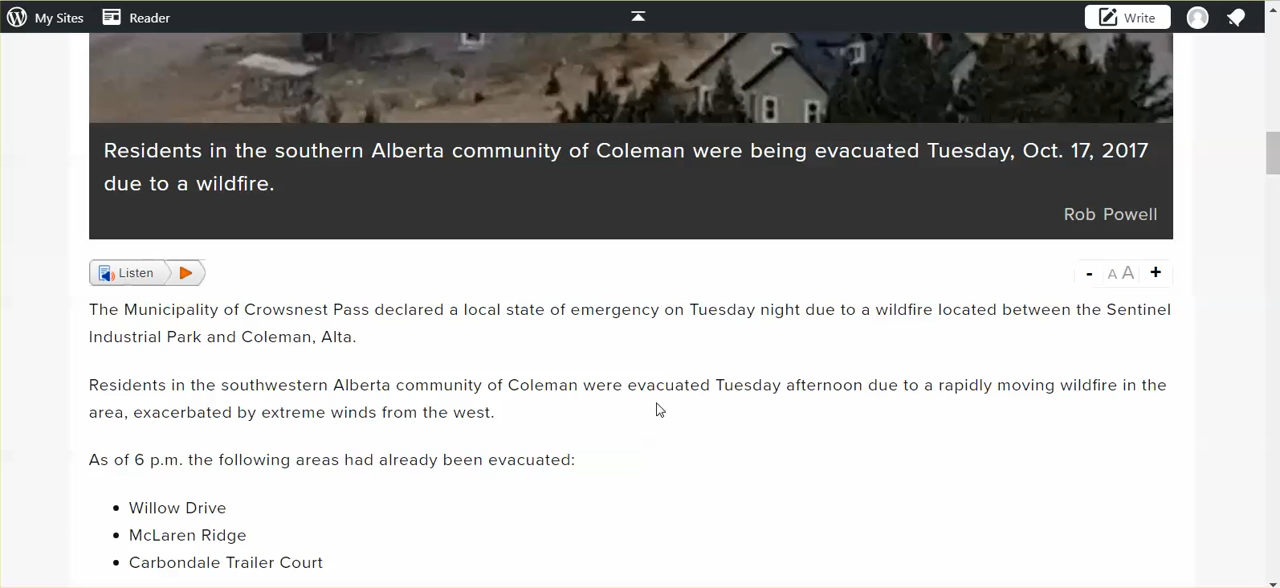 My Sites Reader Write
Residents in the southern Alberta community of Coleman were being evacuated Tuesday, Oct. 17, 2017
due to a wildfire.
Rob Powell
Listen - A A +
The Municipality of Crowsnest Pass declared a local state of emergency on Tuesday night due to a wildfire located between the Sentinel
Industrial Park and Coleman, Alta.
Residents in the southwestern Alberta community of Coleman were evacuated Tuesday afternoon due to a rapidly moving wildfire in the
area, exacerbated by extreme winds from the west.
As of 6 p.m. the following areas had already been evacuated:
• Willow Drive
• McLaren Ridge
• Carbondale Trailer Court